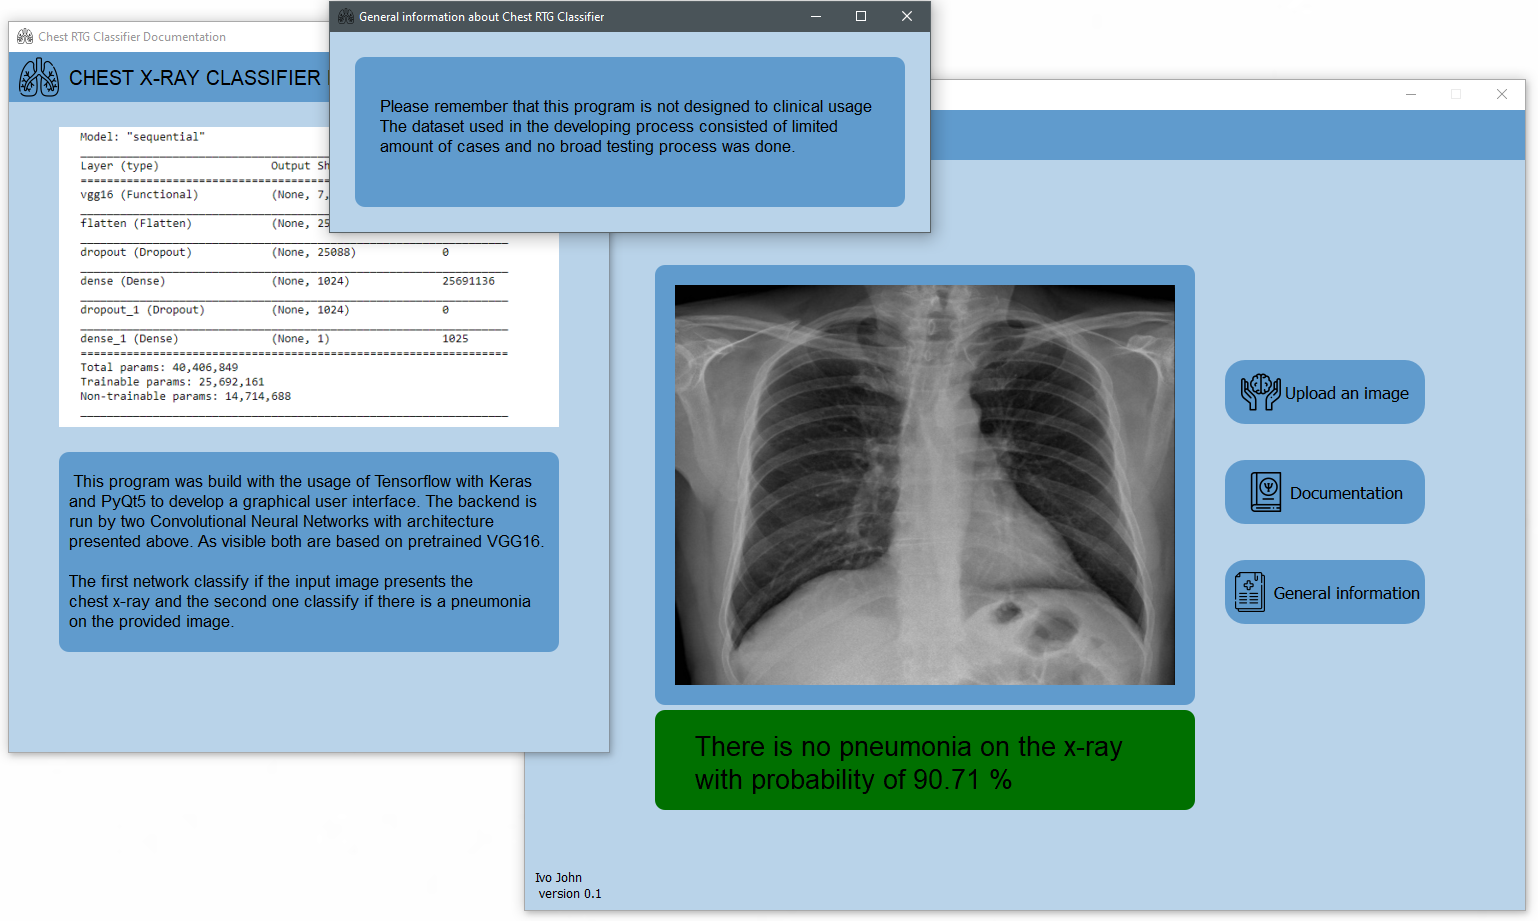 General information about Chest RTG Classifier
Please remember that this program is not designed to clinical usage
The dataset used in the developing process consisted of limited
amount of cases and no broad testing process was done.
Chest RTG Classifier Documentation
CHEST X-RAY CLASSIFIER
Model: "sequential"
Layer (type) Output
vgg16 (Functional) (None, 7,
flatten (Flatten) (None,
dropout (Dropout) (None, 25088) 0
dense (Dense) (None, 1024) 25691136
dropout_1 (Dropout) (None, 1024) 0
dense_1 (Dense) (None, 1) 1025
Total params: 40,406,849
Trainable params: 25,692,161
Non-trainable params: 14,714,688
This program was build with the usage of Tensorflow with Keras
and PyQt5 to develop a graphical user interface. The backend is
run by two Convolutional Neural Networks with architecture
presented above. As visible both are based on pretrained VGG16.
The first network classify if the input image presents the
chest x-ray and the second one classify if there is a pneumonia
on the provided image.
Upload an image
Documentation
General information
There is no pneumonia on the x-ray
with probability of 90.71 %
Ivo John
version 0.1